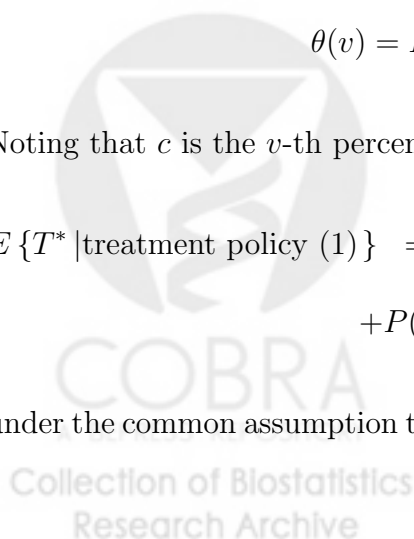 θ(v) =
Noting that c is the v-th
E {T* |treatment policy (1)} =
+P(
COBRA
A BEPRESS REPOSITORY
under the common assumption
Collection of Biostatistics
Research Archive